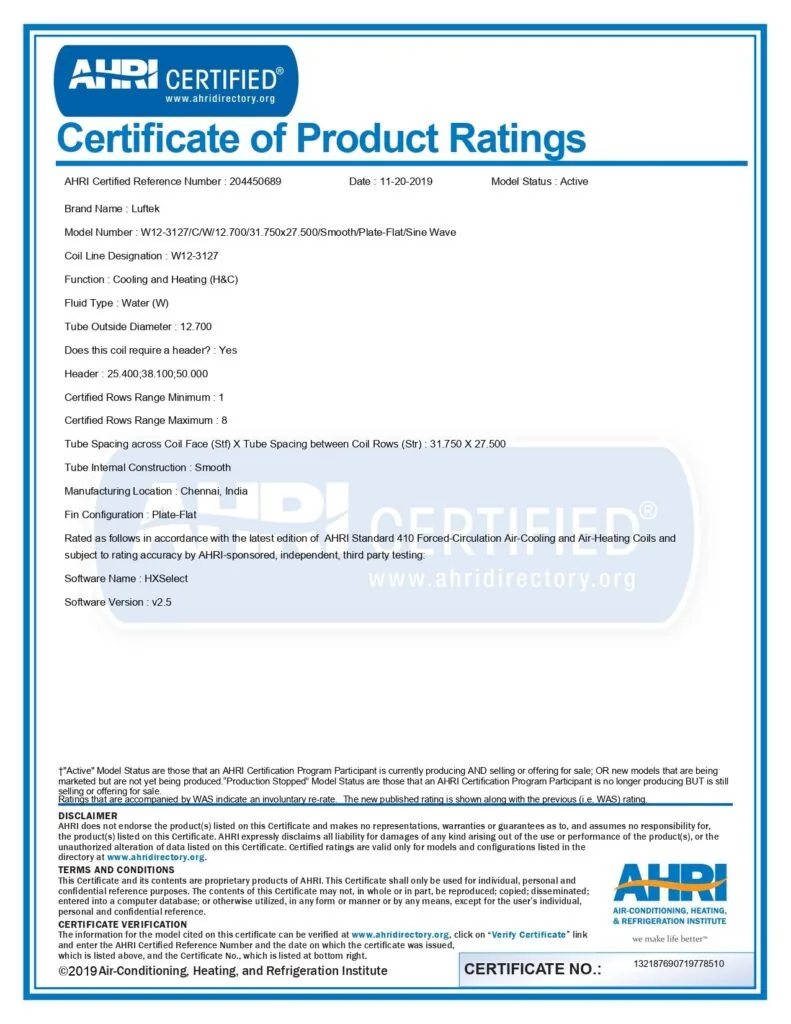 AHRI CERTIFIED®
www.ahridirectory.org
Certificate of Product Ratings
AHRI Certified Reference Number : 204450689 Date : 11-20-2019 Model Status : Active
Brand Name : Luftek
Model Number : W12-3127/C/W/12.700/31.750x27.500/Smooth/Plate-Flat/Sine Wave
Coil Line Designation : W12-3127
Function : Cooling and Heating (H&C)
Fluid Type : Water (W)
Tube Outside Diameter : 12.700
Does this coil require a header? : Yes
Header : 25.400;38.100;50.000
Certified Rows Range Minimum : 1
Certified Rows Range Maximum : 8
Tube Spacing across Coil Face (Stf) X Tube Spacing between Coil Rows (Str) : 31.750 X 27.500
Tube Internal Construction : Smooth
Manufacturing Location : Chennai, India
Fin Configuration : Plate-Flat
AHRI CERTIFIED®
www.ahridirectory.org
Rated as follows in accordance with the latest edition of AHRI Standard 410 Forced-Circulation Air-Cooling and Air-Heating Coils and
subject to rating accuracy by AHRI-sponsored, independent, third party testing:
Software Name : HXSelect
Software Version : v2.5
†"Active" Model Status are those that an AHRI Certification Program Participant is currently producing AND selling or offering for sale; OR new models that are being
marketed but are not yet being produced."Production Stopped" Model Status are those that an AHRI Certification Program Participant is no longer producing BUT is still
selling or offering for sale.
Ratings that are accompanied by WAS indicate an involuntary re-rate. The new published rating is shown along with the previous (i.e. WAS) rating.
DISCLAIMER
AHRI does not endorse the product(s) listed on this Certificate and makes no representations, warranties or guarantees as to, and assumes no responsibility for,
the product(s) listed on this Certificate. AHRI expressly disclaims all liability for damages of any kind arising out of the use or performance of the product(s), or the
unauthorized alteration of data listed on this Certificate. Certified ratings are valid only for models and configurations listed in the
directory at www.ahridirectory.org.
TERMS AND CONDITIONS
This Certificate and its contents are proprietary products of AHRI. This Certificate shall only be used for individual, personal and
confidential reference purposes. The contents of this Certificate may not, in whole or in part, be reproduced; copied; disseminated;
entered into a computer database; or otherwise utilized, in any form or manner or by any means, except for the user's individual,
personal and confidential reference.
CERTIFICATE VERIFICATION
The information for the model cited on this certificate can be verified at www.ahridirectory.org, click on “Verify Certificate” link
and enter the AHRI Certified Reference Number and the date on which the certificate was issued,
which is listed above, and the Certificate No., which is listed at bottom right.
©2019 Air-Conditioning, Heating, and Refrigeration Institute
AHRI
AIR-CONDITIONING, HEATING,
& REFRIGERATION INSTITUTE
we make life better™
CERTIFICATE NO.: 132187690719778510